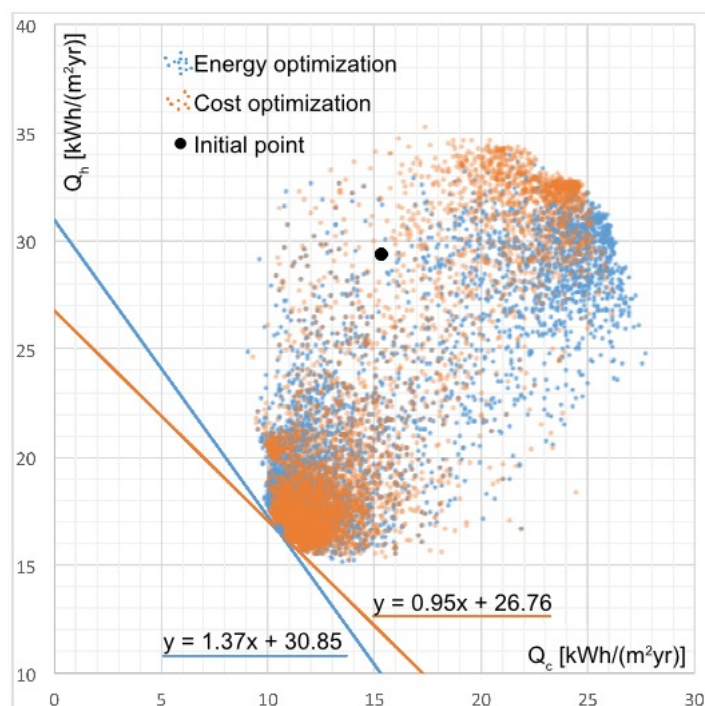 40
Qh [kWh/(m²yr)]
Energy optimization
Cost optimization
Initial point
35
30
25
20
15
y = 0.95x + 26.76
y = 1.37x + 30.85
Qc [kWh/(m²yr)]
10
0 5 10 15 20 25 30